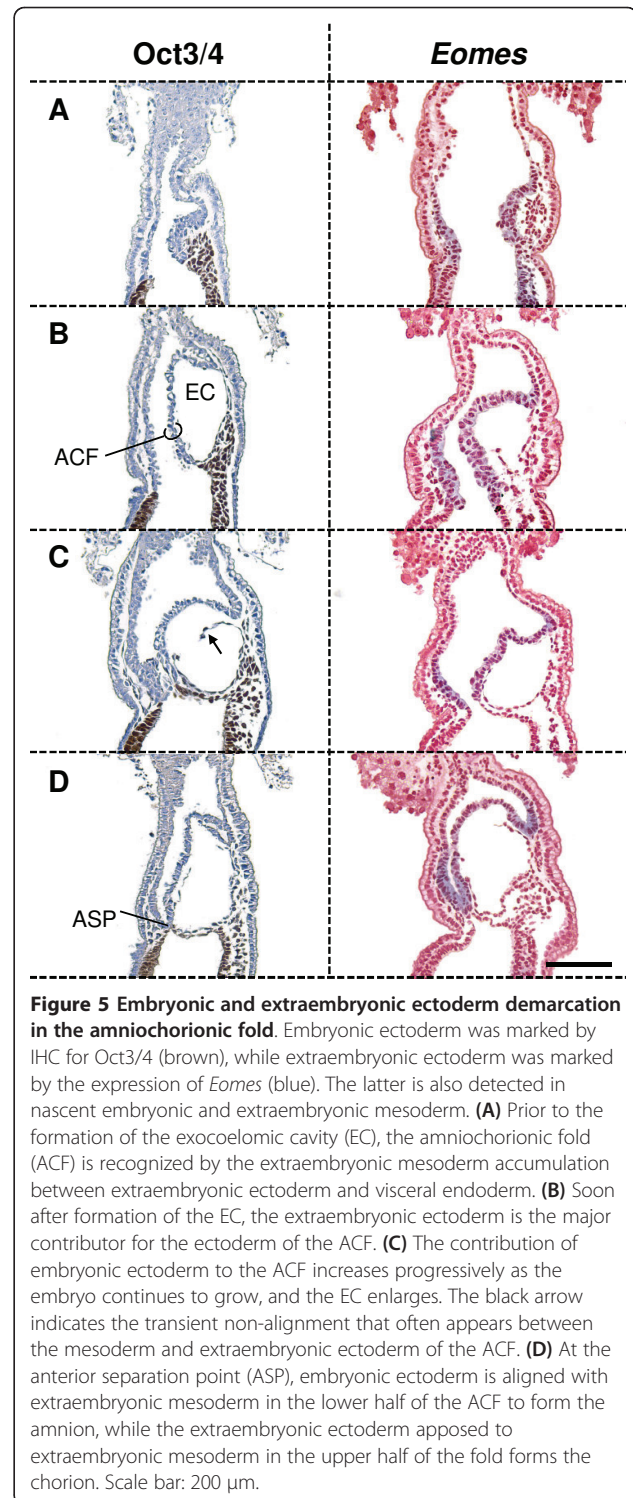 Oct3/4
Eomes
A
B
EC
ACF
C
D
ASP
Figure 5 Embryonic and extraembryonic ectoderm demarcation
in the amniochorionic fold. Embryonic ectoderm was marked by
IHC for Oct3/4 (brown), while extraembryonic ectoderm was marked
by the expression of Eomes (blue). The latter is also detected in
nascent embryonic and extraembryonic mesoderm. (A) Prior to the
formation of the exocoelomic cavity (EC), the amniochorionic fold
(ACF) is recognized by the extraembryonic mesoderm accumulation
between extraembryonic ectoderm and visceral endoderm. (B) Soon
after formation of the EC, the extraembryonic ectoderm is the major
contributor for the ectoderm of the ACF. (C) The contribution of
embryonic ectoderm to the ACF increases progressively as the
embryo continues to grow, and the EC enlarges. The black arrow
indicates the transient non-alignment that often appears between
the mesoderm and extraembryonic ectoderm of the ACF. (D) At the
anterior separation point (ASP), embryonic ectoderm is aligned with
extraembryonic mesoderm in the lower half of the ACF to form the
amnion, while the extraembryonic ectoderm apposed to
extraembryonic mesoderm in the upper half of the fold forms the
chorion. Scale bar: 200 μm.